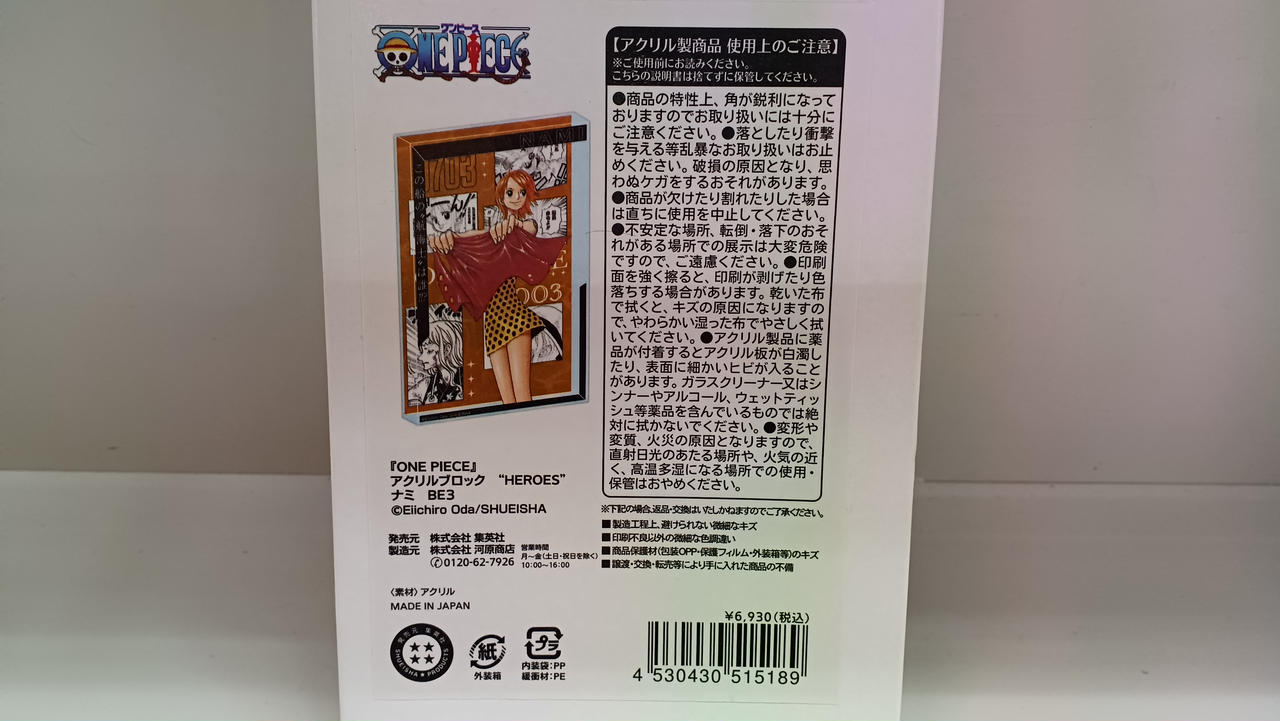 ワンピース
ONE PIECE
NAMI
703
この船の航海士は誰?
003
『ONE PIECE』
アクリルブロック “HEROES”
ナミ BE3
©Eiichiro Oda/SHUEISHA
発売元 株式会社 集英社
製造元 株式会社 河原商店
0120-62-7926
営業時間
月~金(土日・祝日を除く)
10:00~16:00
〈素材〉アクリル
MADE IN JAPAN
発売元 集英社
SHUEISHA ★ PRODUCTS
紙
外装箱
プラ
内装袋:PP
緩衝材:PE
【アクリル製商品 使用上のご注意】
※ご使用前にお読みください。
こちらの説明書は捨てずに保管してください。
●商品の特性上、角が鋭利になって
おりますのでお取り扱いには十分に
ご注意ください。●落としたり衝撃
を与える等乱暴なお取り扱いはお止
めください。破損の原因となり、思
わぬケガをするおそれがあります。
●商品が欠けたり割れたりした場合
は直ちに使用を中止してください。
●不安定な場所、転倒・落下のおそ
れがある場所での展示は大変危険
ですので、ご遠慮ください。●印刷
面を強く擦ると、印刷が剥げたり色
落ちする場合があります。乾いた布
で拭くと、キズの原因になりますの
で、やわらかい湿った布でやさしく拭
いてください。●アクリル製品に薬
品が付着するとアクリル板が白濁し
たり、表面に細かいヒビが入ること
があります。ガラスクリーナー又はシ
ンナーやアルコール、ウェットティッ
シュ等薬品を含んでいるものでは絶
対に拭かないでください。●変形や
変質、火災の原因となりますので、
直射日光のあたる場所や、火気の近
く、高温多湿になる場所での使用・
保管はおやめください。
※下記の場合、返品・交換はいたしかねますのでご了承ください。
■製造工程上、避けられない微細なキズ
■印刷不良以外の微細な色調違い
■商品保護材(包装OPP・保護フィルム・外装箱等)のキズ
■譲渡・交換・転売等により手に入れた商品の不備
¥6,930(税込)
4 530430 515189